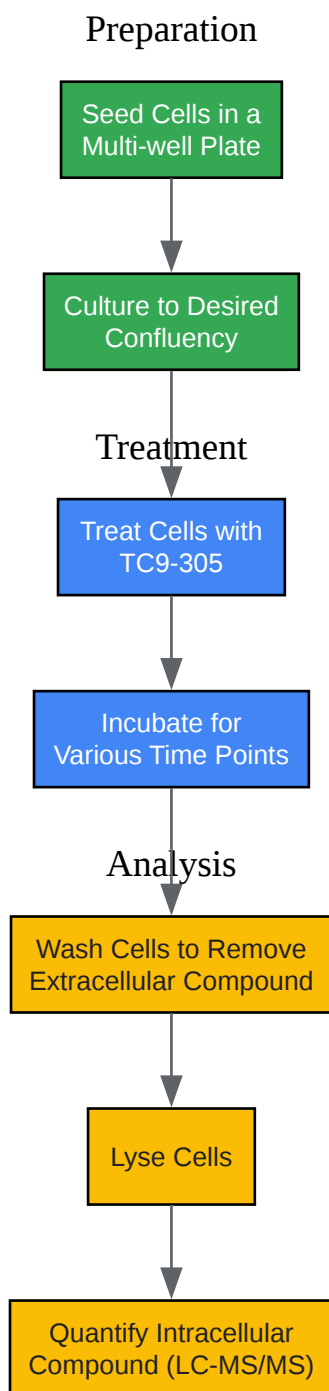 Preparation
Seed Cells in a
Multi-well Plate
Culture to Desired
Confluency
Treatment
Treat Cells with
TC9-305
Incubate for
Various Time Points
Analysis
Wash Cells to Remove
Extracellular Compound
Lyse Cells
Quantify Intracellular
Compound (LC-MS/MS)